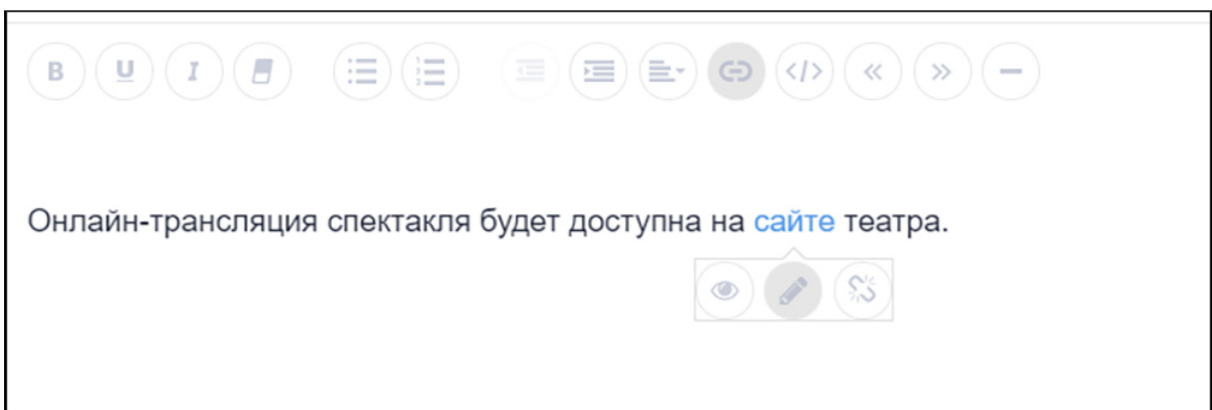 B U I </> « »
Онлайн-трансляция спектакля будет доступна на сайте театра.